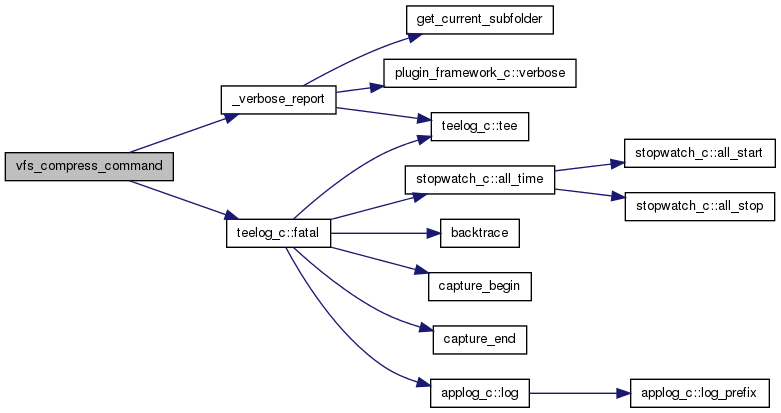 get_current_subfolder
plugin_framework_c::verbose
_verbose_report
teelog_c::tee
vfs_compress_command
stopwatch_c::all_time
stopwatch_c::all_start
stopwatch_c::all_stop
teelog_c::fatal
backtrace
capture_begin
capture_end
applog_c::log
applog_c::log_prefix